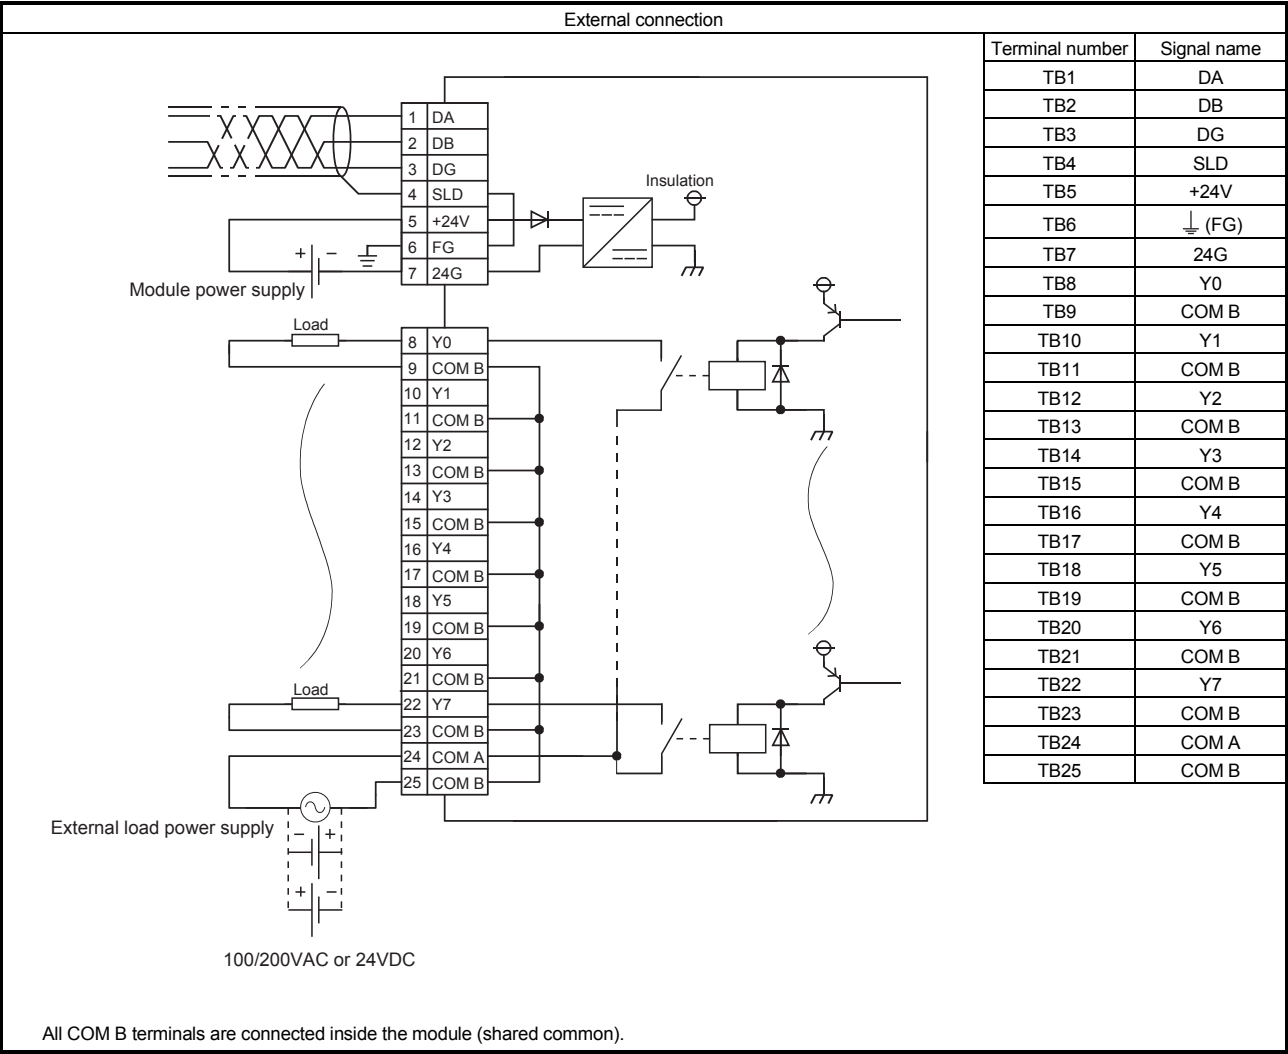 External connection
1 DA
2 DB
3 DG
4 SLD
5 +24V
6 FG
7 24G
Insulation
+ −
Module power supply
Load
8 Y0
9 COM B
10 Y1
11 COM B
12 Y2
13 COM B
14 Y3
15 COM B
16 Y4
17 COM B
18 Y5
19 COM B
20 Y6
21 COM B
Load
22 Y7
23 COM B
24 COM A
25 COM B
External load power supply
− +
+ −
100/200VAC or 24VDC
All COM B terminals are connected inside the module (shared common).
Terminal number Signal name
TB1 DA
TB2 DB
TB3 DG
TB4 SLD
TB5 +24V
TB6 ⏚ (FG)
TB7 24G
TB8 Y0
TB9 COM B
TB10 Y1
TB11 COM B
TB12 Y2
TB13 COM B
TB14 Y3
TB15 COM B
TB16 Y4
TB17 COM B
TB18 Y5
TB19 COM B
TB20 Y6
TB21 COM B
TB22 Y7
TB23 COM B
TB24 COM A
TB25 COM B